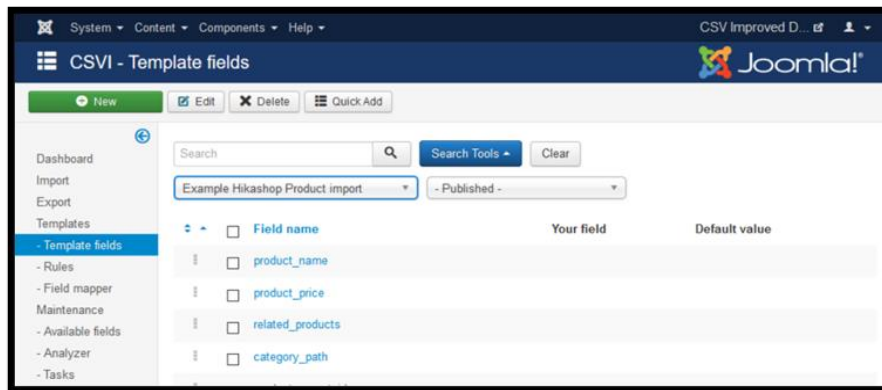 System Content Components Help CSV Improved D...
CSVI - Template fields Joomla!®
New Edit Delete Quick Add
Dashboard
Import
Export
Templates
- Template fields
- Rules
- Field mapper
Maintenance
- Available fields
- Analyzer
- Tasks
Search Search Tools Clear
Example Hikashop Product import - Published -
Field name Your field Default value
product_name
product_price
related_products
category_path